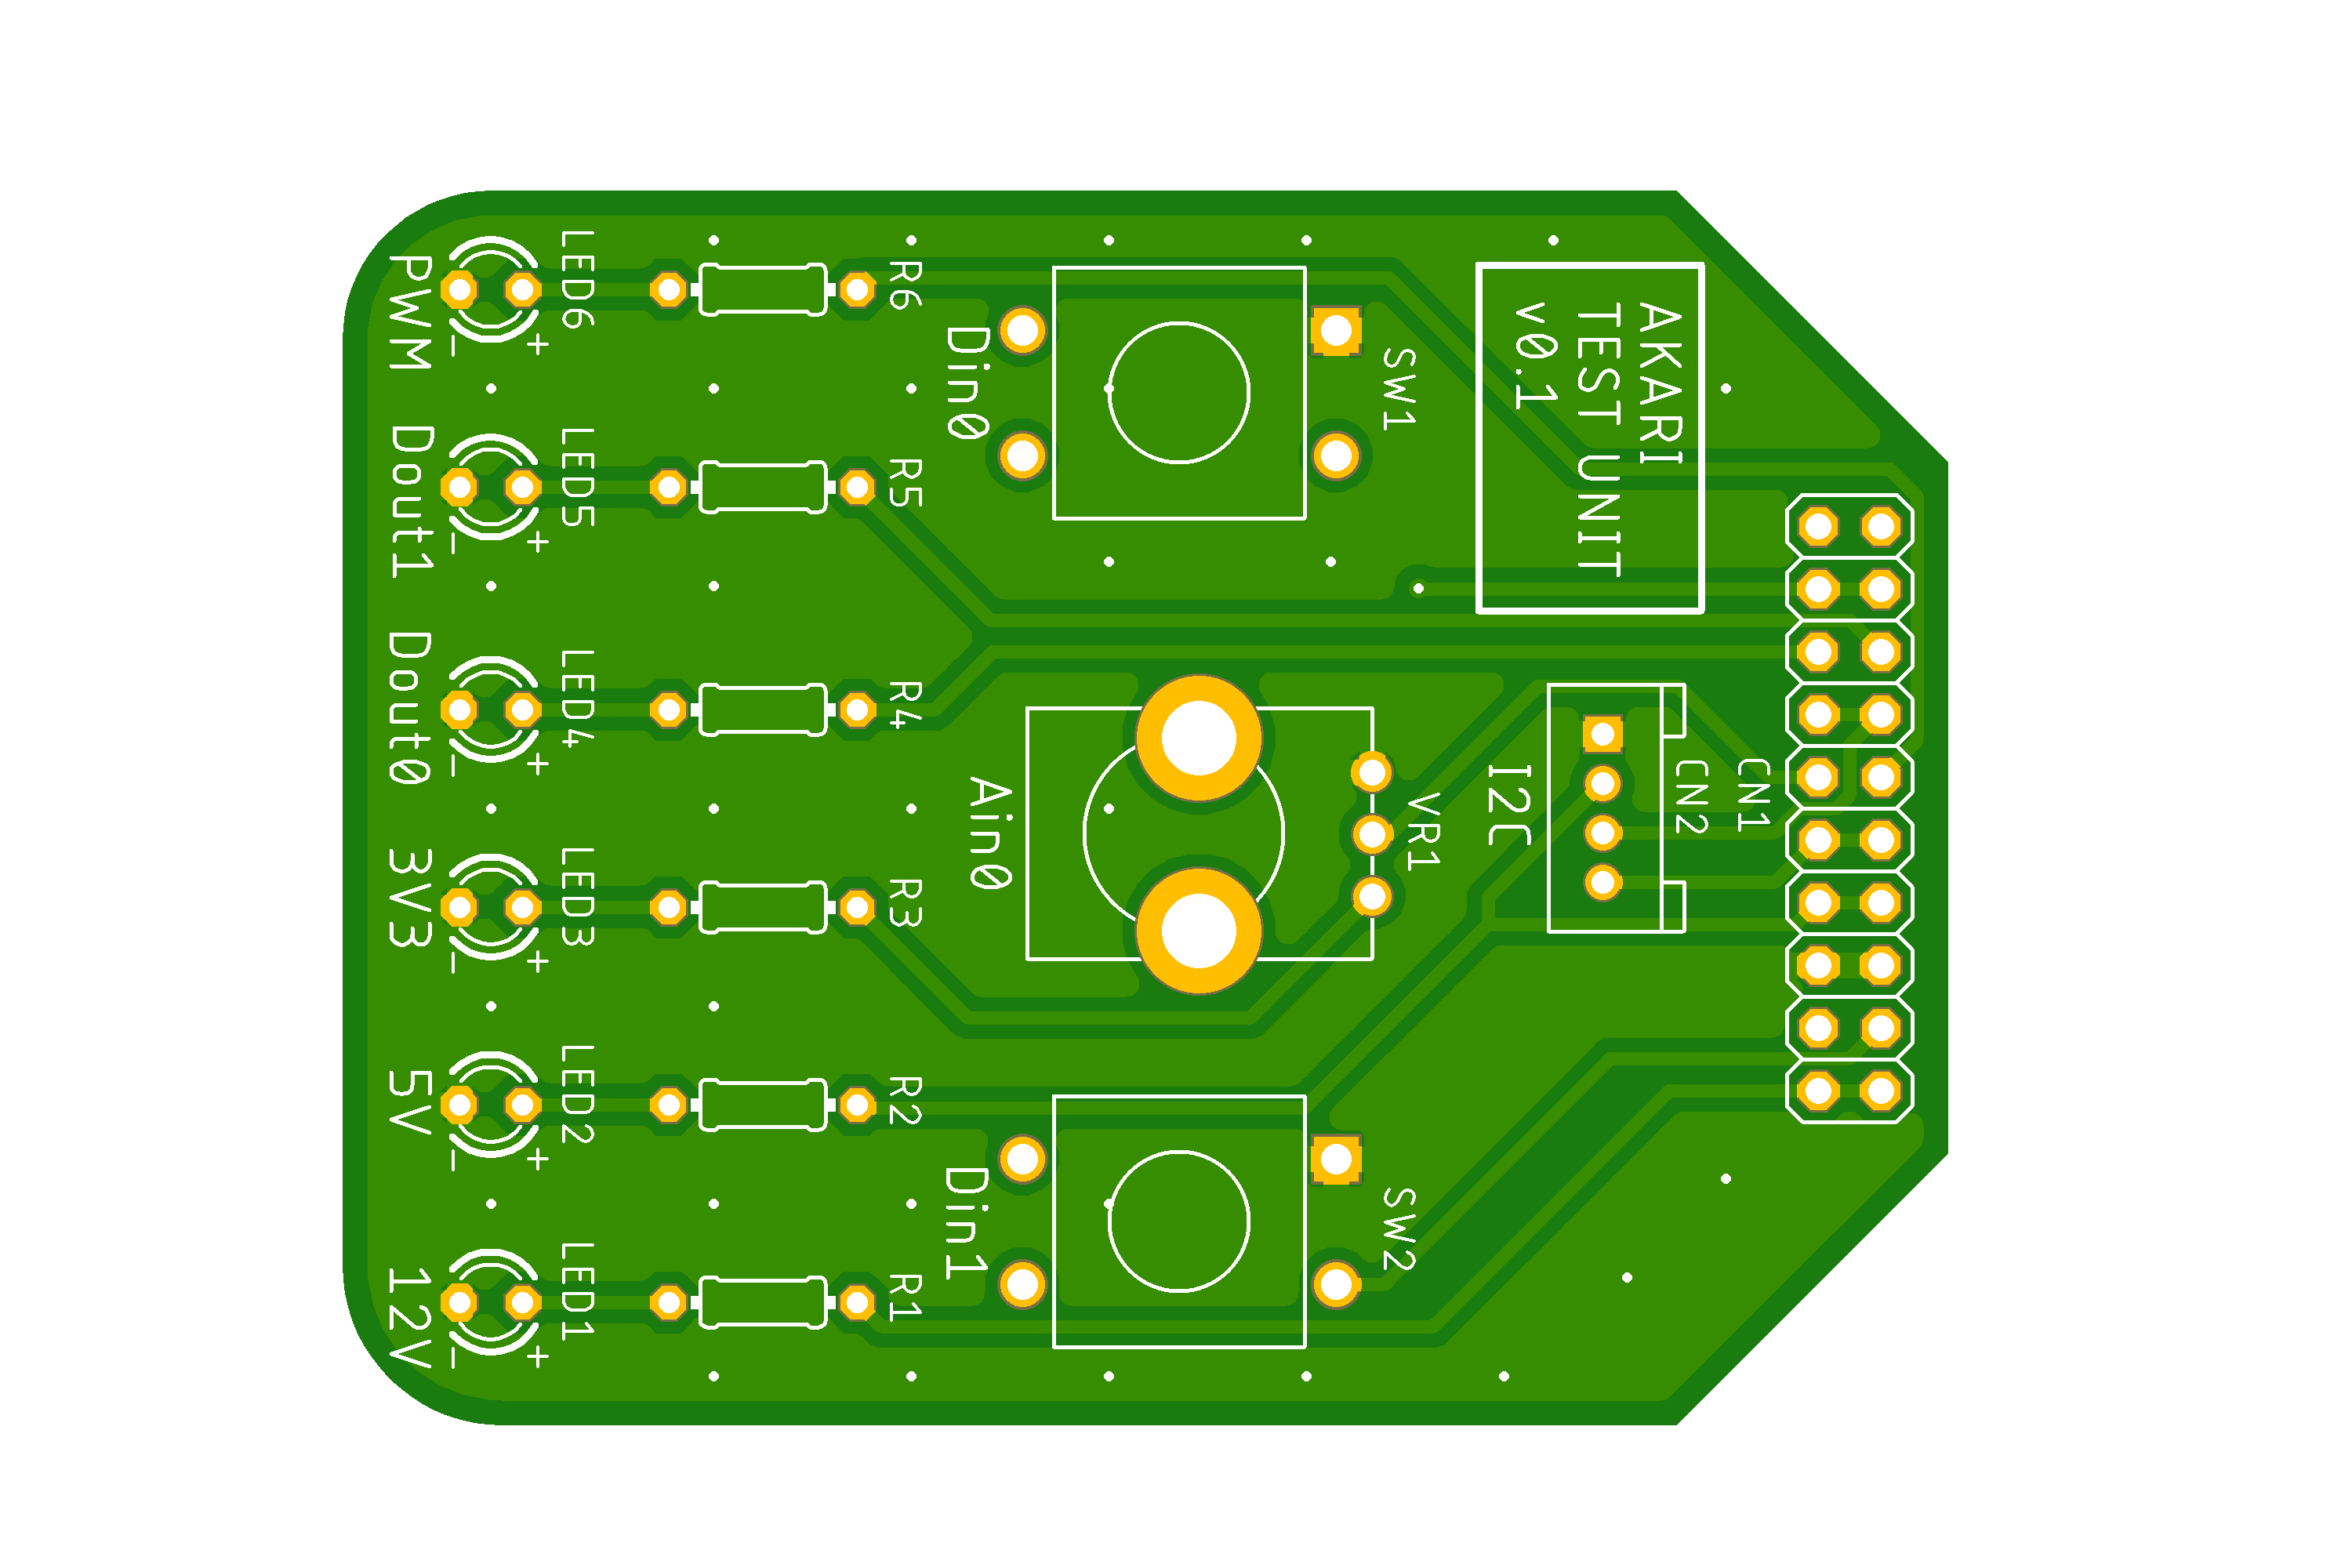 AKARI
TEST UNIT
v0.1
CN1
CN2
I2C
SW1
VR1
SW2
Din0
Ain0
Din1
R6
R5
R4
R3
R2
R1
LED6
LED5
LED4
LED3
LED2
LED1
+
+
+
+
+
+
-
-
-
-
-
-
PWM
Dout1
Dout0
3V3
5V
12V